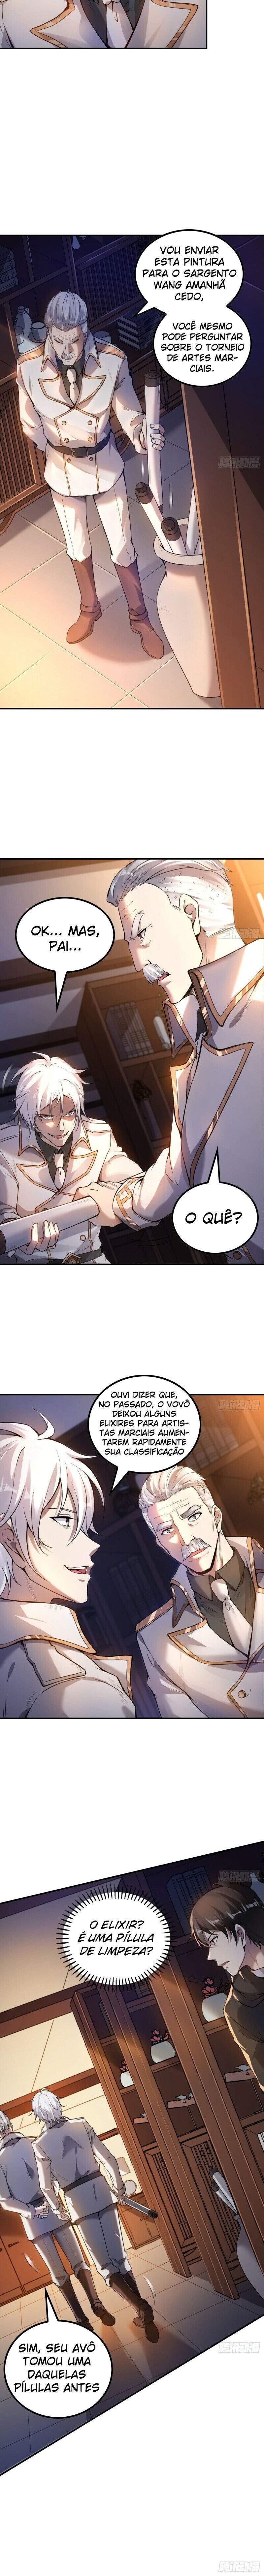 VOU ENVIAR
ESTA PINTURA
PARA O SARGENTO
WANG AMANHÃ
CEDO,
VOCÊ MESMO
PODE PERGUNTAR
SOBRE O TORNEIO
DE ARTES MAR-
CIAIS.
OK... MAS,
PAI...
O QUÊ?
OUVI DIZER QUE,
NO PASSADO, O VOVÔ
DEIXOU ALGUNS
ELIXIRES PARA ARTIS-
TAS MARCIAIS AUMEN-
TAREM RAPIDAMENTE
SUA CLASSIFICAÇÃO
O ELIXIR?
É UMA PÍLULA
DE LIMPEZA?
SIM, SEU AVÔ
TOMOU UMA
DAQUELAS
PÍLULAS ANTES